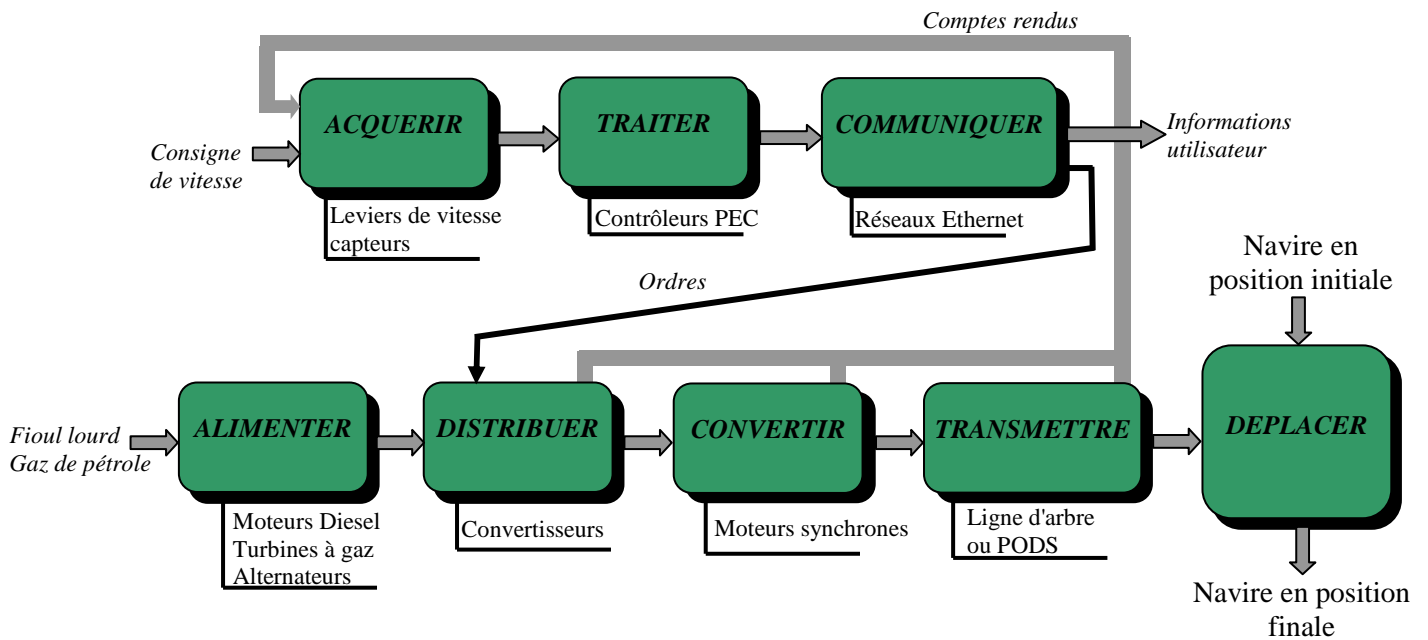 Comptes rendus
ACQUERIR
TRAITER
COMMUNIQUER
Consigne
de vitesse
Informations
utilisateur
Leviers de vitesse
capteurs
Contrôleurs PEC
Réseaux Ethernet
Ordres
Navire en
position initiale
Fioul lourd
Gaz de pétrole
ALIMENTER
DISTRIBUER
CONVERTIR
TRANSMETTRE
DEPLACER
Moteurs Diesel
Turbines à gaz
Alternateurs
Convertisseurs
Moteurs synchrones
Ligne d'arbre
ou PODS
Navire en position
finale